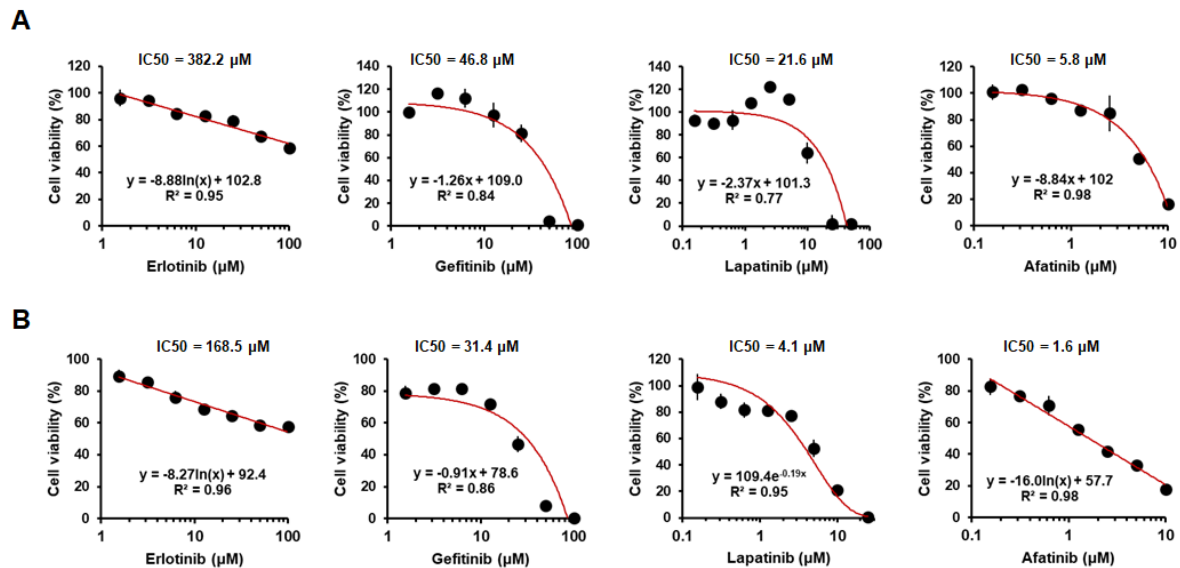 A
IC50 = 382.2 µM
Cell viability (%)
120
100
80
60
40
20
0
y = -8.88ln(x) + 102.8
R² = 0.95
1
10
100
Erlotinib (µM)
IC50 = 46.8 µM
Cell viability (%)
140
120
100
80
60
40
20
0
y = -1.26x + 109.0
R² = 0.84
1
10
100
Gefitinib (µM)
IC50 = 21.6 µM
Cell viability (%)
140
120
100
80
60
40
20
0
y = -2.37x + 101.3
R² = 0.77
0.1
1
10
100
Lapatinib (µM)
IC50 = 5.8 µM
Cell viability (%)
120
100
80
60
40
20
0
y = -8.84x + 102
R² = 0.98
0.1
1
10
Afatinib (µM)
B
IC50 = 168.5 µM
Cell viability (%)
100
80
60
40
20
0
y = -8.27ln(x) + 92.4
R² = 0.96
1
10
100
Erlotinib (µM)
IC50 = 31.4 µM
Cell viability (%)
100
80
60
40
20
0
y = -0.91x + 78.6
R² = 0.86
1
10
100
Gefitinib (µM)
IC50 = 4.1 µM
Cell viability (%)
120
100
80
60
40
20
0
y = 109.4e-0.19x
R² = 0.95
0.1
1
10
Lapatinib (µM)
IC50 = 1.6 µM
Cell viability (%)
100
80
60
40
20
0
y = -16.0ln(x) + 57.7
R² = 0.98
0.1
1
10
Afatinib (µM)